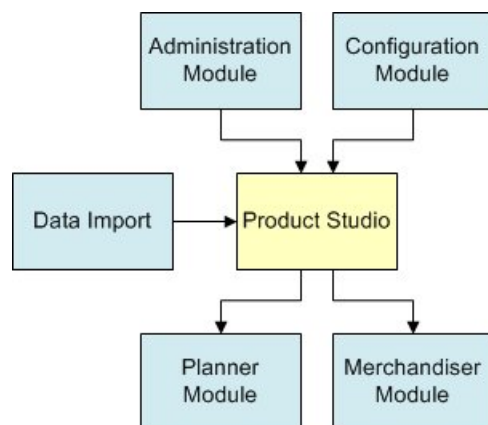 Administration
Module
Configuration
Module
Data Import
Product Studio
Planner
Module
Merchandiser
Module